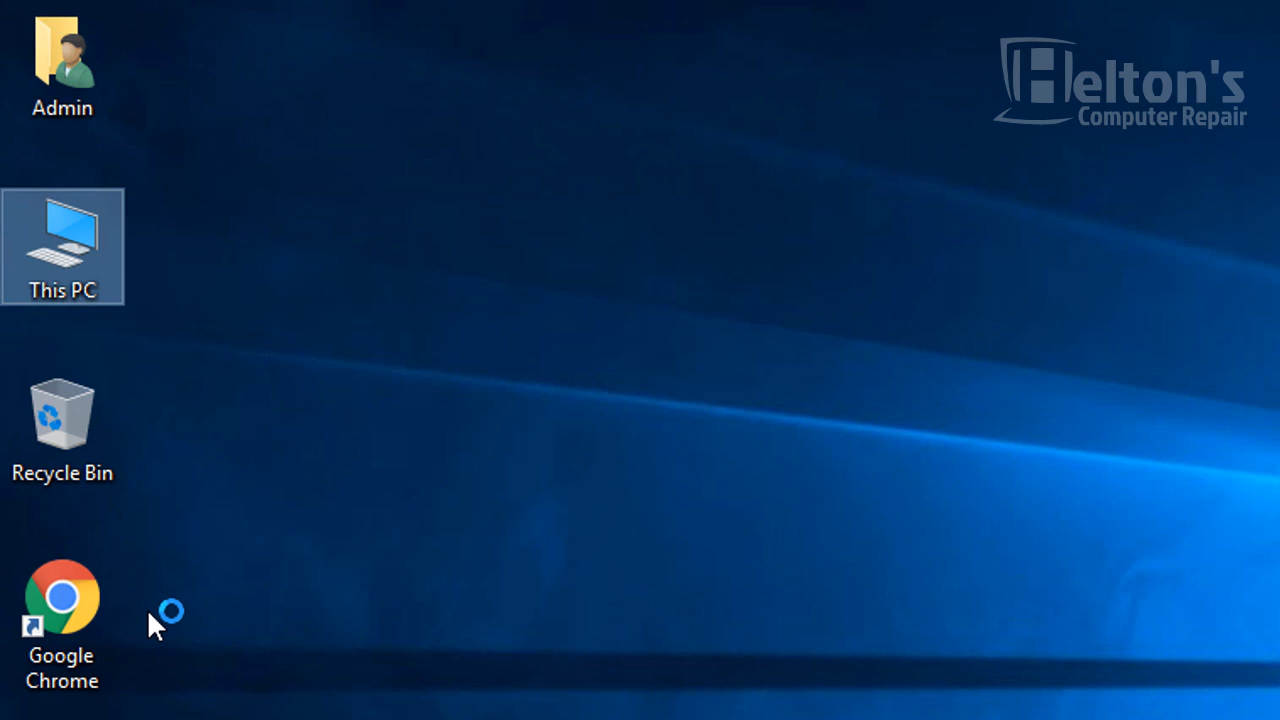 Helton's
Computer Repair
Admin
This PC
Recycle Bin
Google
Chrome